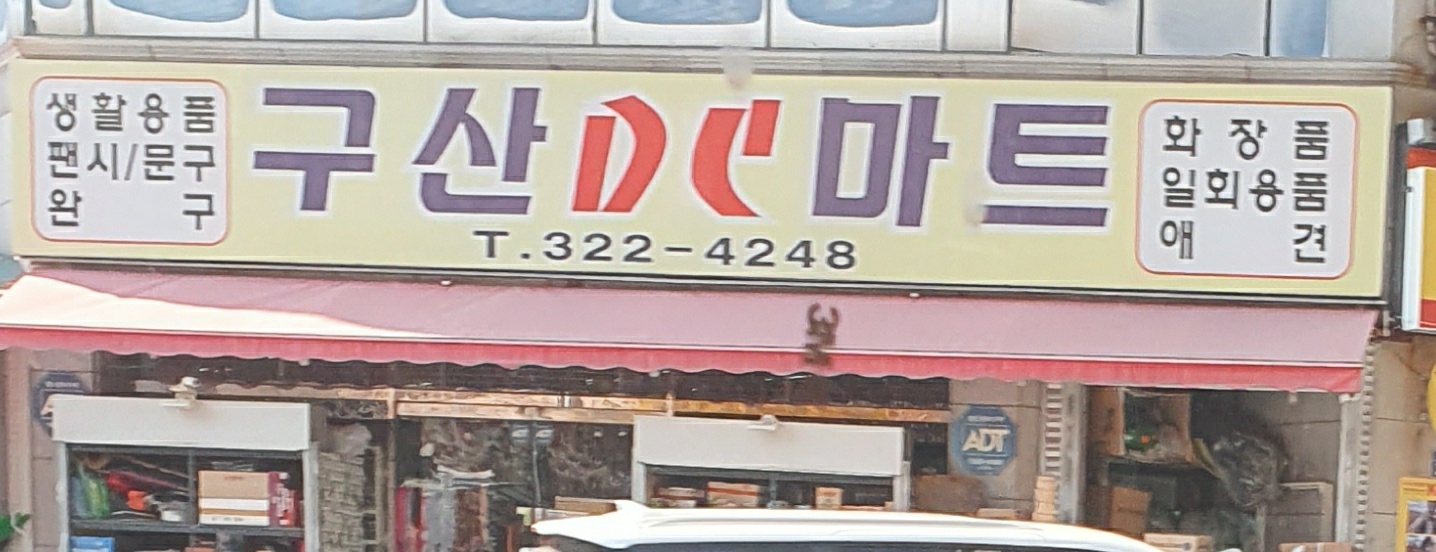 생활용품
팬시/문구
완구
구산DC마트
T.322-4248
화장품
일회용품
애견
ADT